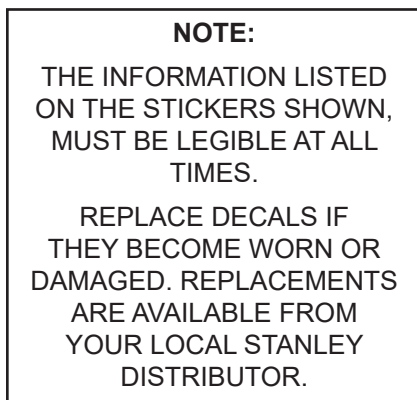 NOTE:
THE INFORMATION LISTED
ON THE STICKERS SHOWN,
MUST BE LEGIBLE AT ALL
TIMES.
REPLACE DECALS IF
THEY BECOME WORN OR
DAMAGED. REPLACEMENTS
ARE AVAILABLE FROM
YOUR LOCAL STANLEY
DISTRIBUTOR.